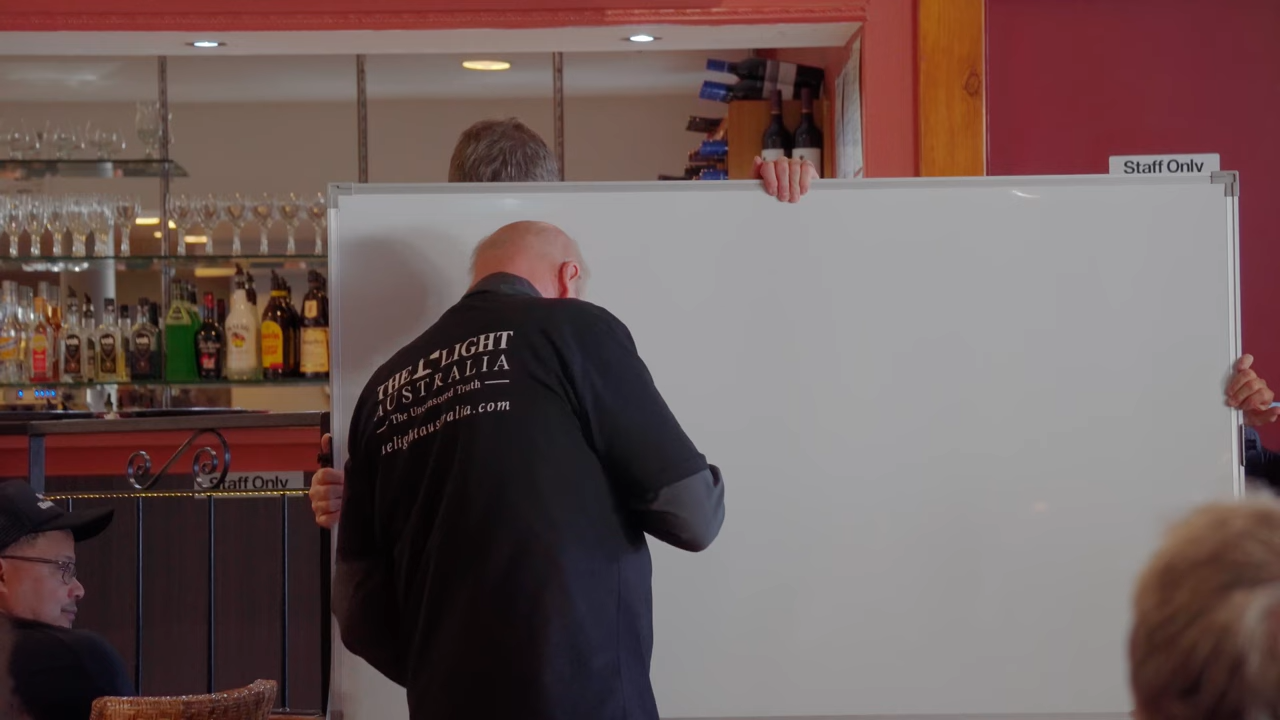 Staff Only
THE LIGHT
AUSTRALIA
The Uncensored Truth
Staff Only